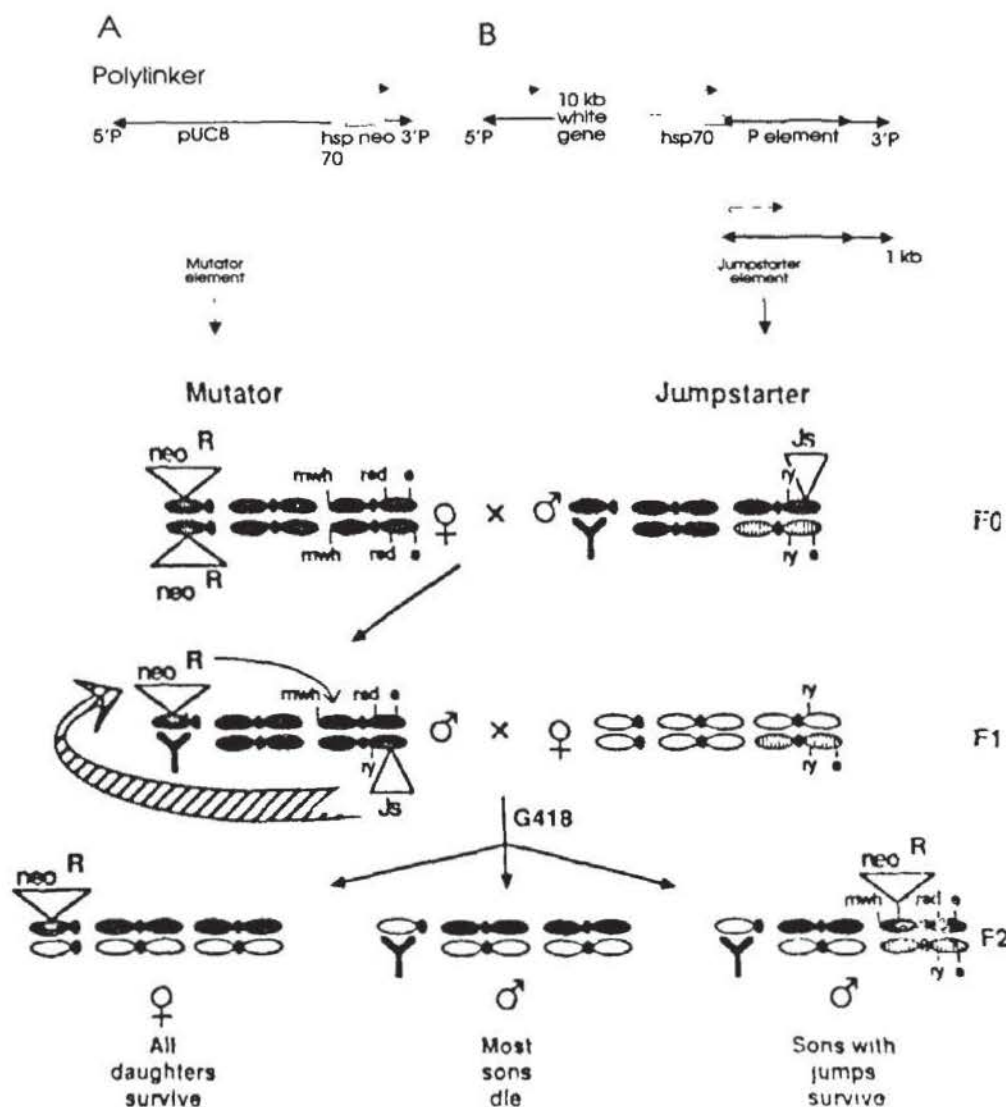 A
B
Polylinker
5'P
pUC8
hsp neo
70
3'P
5'P
10 kb
white
gene
hsp70
P element
3'P
1 kb
Mutator
element
Jumpstarter
element
Mutator
Jumpstarter
neo R
mwh
red
e
mwh
red
e
neo R
♀ × ♂
Js
ry
ry
e
F0
neo R
mwh
red
e
ry
Js
♂ × ♀
ry
ry
e
F1
G418
neo R
neo R
mwh
red
e
ry
e
F2
♀
♂
♂
All
daughters
survive
Most
sons
die
Sons with
jumps
survive